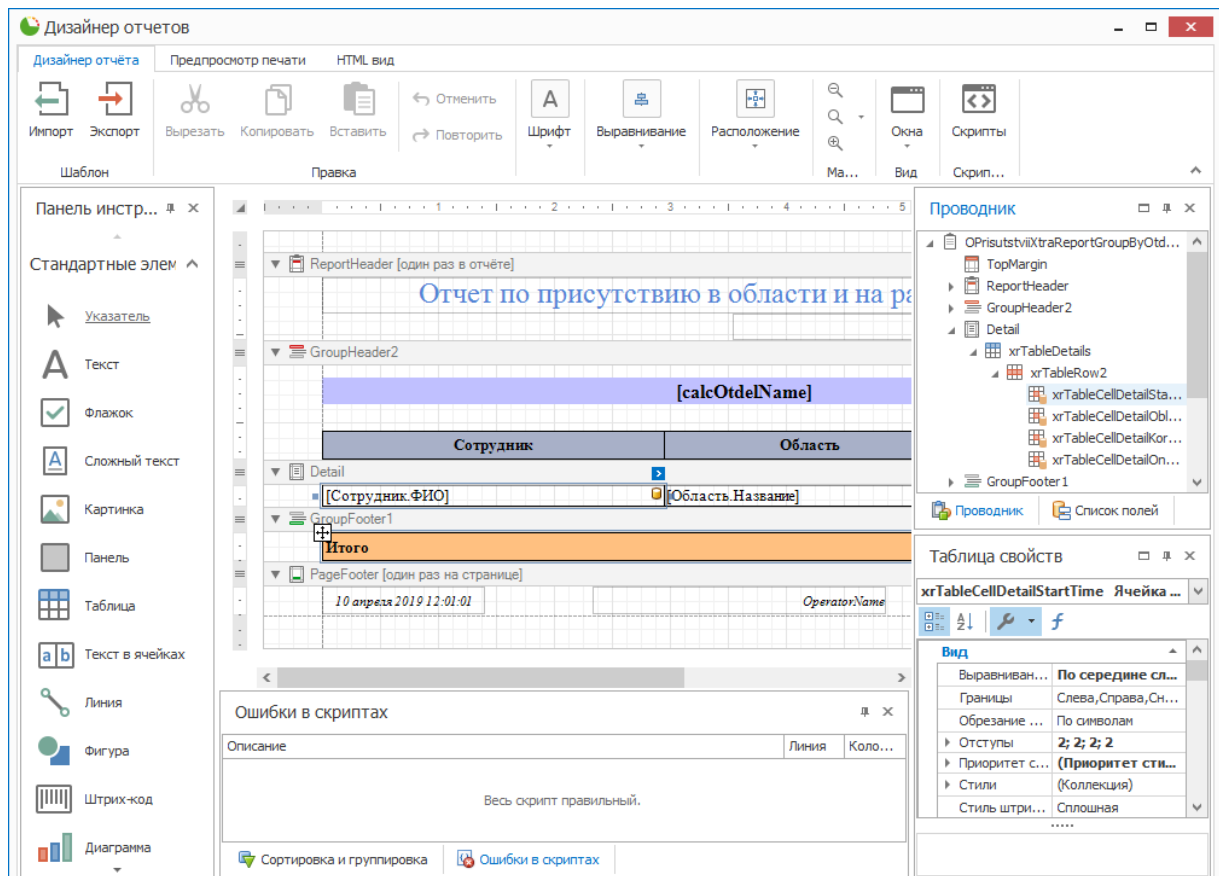 Дизайнер отчетов
Дизайнер отчёта Предпросмотр печати HTML вид
Импорт Экспорт Вырезать Копировать Вставить Отменить Повторить Шрифт Выравнивание Расположение Окна Скрипты
Шаблон Правка Ма... Вид Скрип...
Панель инстр...
Стандартные элем
Указатель
Текст
Флажок
Сложный текст
Картинка
Панель
Таблица
Текст в ячейках
Линия
Фигура
Штрих-код
Диаграмма
1 2 3 4 5
ReportHeader [один раз в отчёте]
Отчет по присутствию в области и на ра
GroupHeader2
[calcOtdelName]
Сотрудник Область
Detail
[Сотрудник.ФИО] [Область.Название]
GroupFooter1
Итого
PageFooter [один раз на странице]
10 апреля 2019 12:01:01 OperatorName
Ошибки в скриптах
Описание Линия Коло...
Весь скрипт правильный.
Сортировка и группировка Ошибки в скриптах
Проводник
OPrisutstviiXtraReportGroupByOtd...
TopMargin
ReportHeader
GroupHeader2
Detail
xrTableDetails
xrTableRow2
xrTableCellDetailSta...
xrTableCellDetailObl...
xrTableCellDetailKor...
xrTableCellDetailOn...
GroupFooter1
Проводник Список полей
Таблица свойств
xrTableCellDetailStartTime Ячейка ...
Вид
Выравниван... По середине сл...
Границы Слева,Справа,Сн...
Обрезание ... По символам
Отступы 2; 2; 2; 2
Приоритет с... (Приоритет сти...
Стили (Коллекция)
Стиль штри... Сплошная